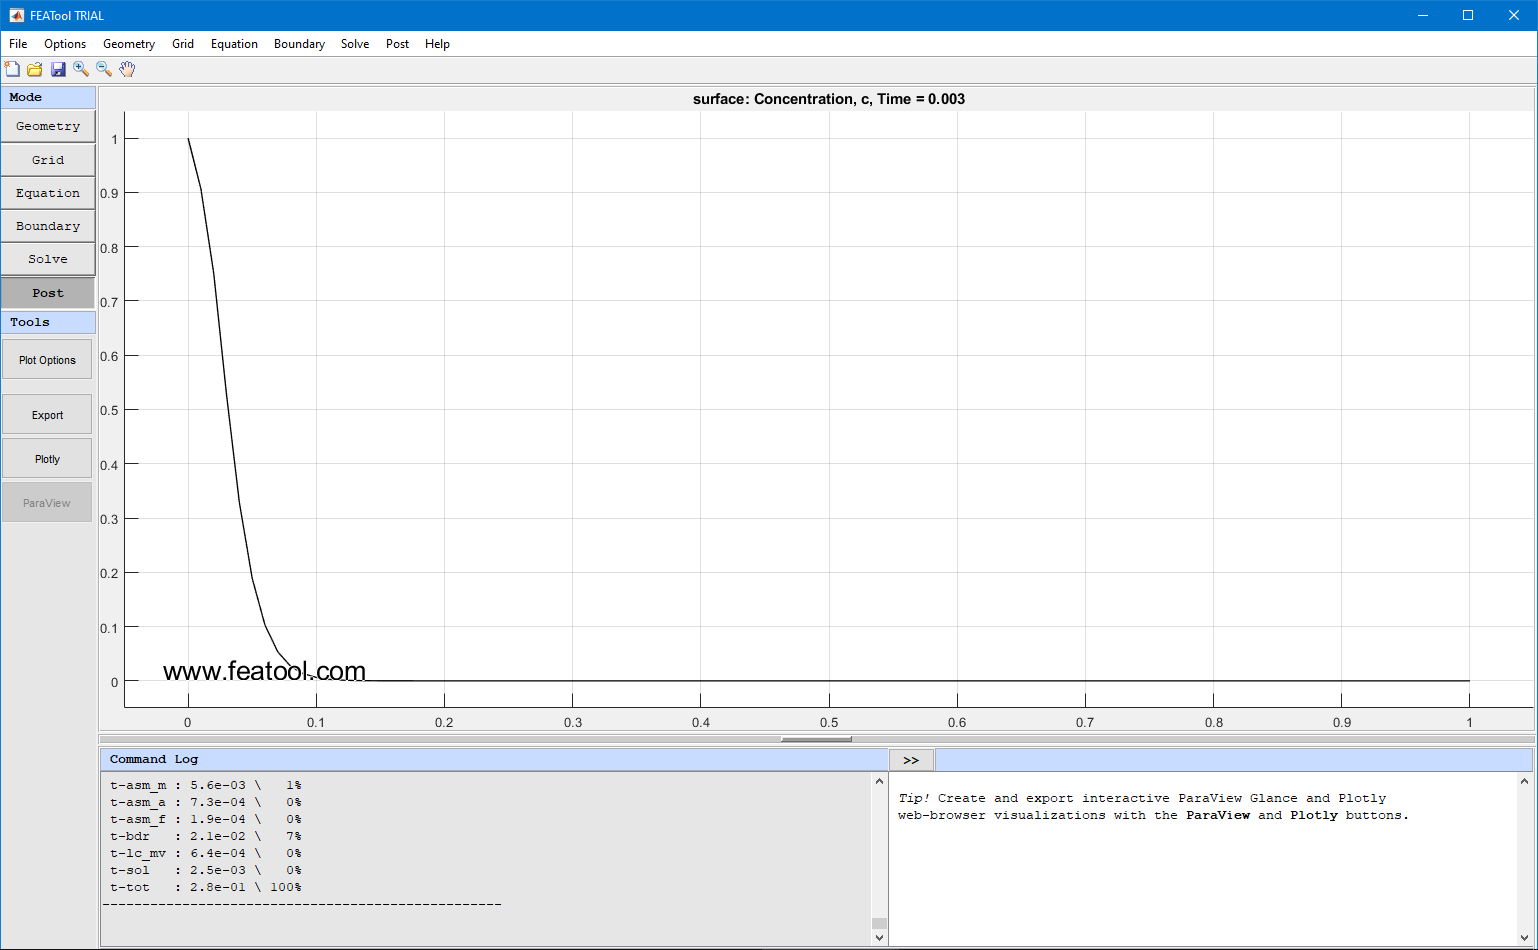 FEATool TRIAL
File Options Geometry Grid Equation Boundary Solve Post Help
Mode
Geometry
Grid
Equation
Boundary
Solve
Post
Tools
Plot Options
Export
Plotly
ParaView
surface: Concentration, c, Time = 0.003
1
0.9
0.8
0.7
0.6
0.5
0.4
0.3
0.2
0.1
0
www.featool.com
0 0.1 0.2 0.3 0.4 0.5 0.6 0.7 0.8 0.9 1
Command Log
t-asm_m : 5.6e-03 \   1%
t-asm_a : 7.3e-04 \   0%
t-asm_f : 1.9e-04 \   0%
t-bdr   : 2.1e-02 \   7%
t-lc_mv : 6.4e-04 \   0%
t-sol   : 2.5e-03 \   0%
t-tot   : 2.8e-01 \ 100%
--------------------------------------------------
>>
Tip! Create and export interactive ParaView Glance and Plotly
web-browser visualizations with the ParaView and Plotly buttons.